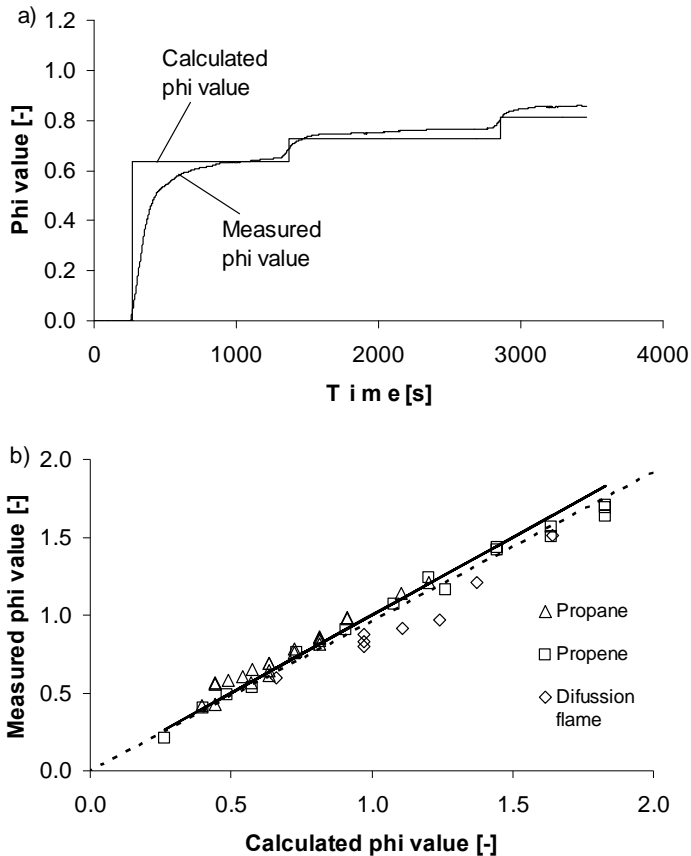 a)
1.2
1.0
0.8
0.6
0.4
0.2
0.0
Phi value [-]
Calculated
phi value
Measured
phi value
0
1000
2000
3000
4000
T i m e [s]
b)
2.0
1.5
1.0
0.5
0.0
Measured phi value [-]
Propane
Propene
Difussion
flame
0.0
0.5
1.0
1.5
2.0
Calculated phi value [-]